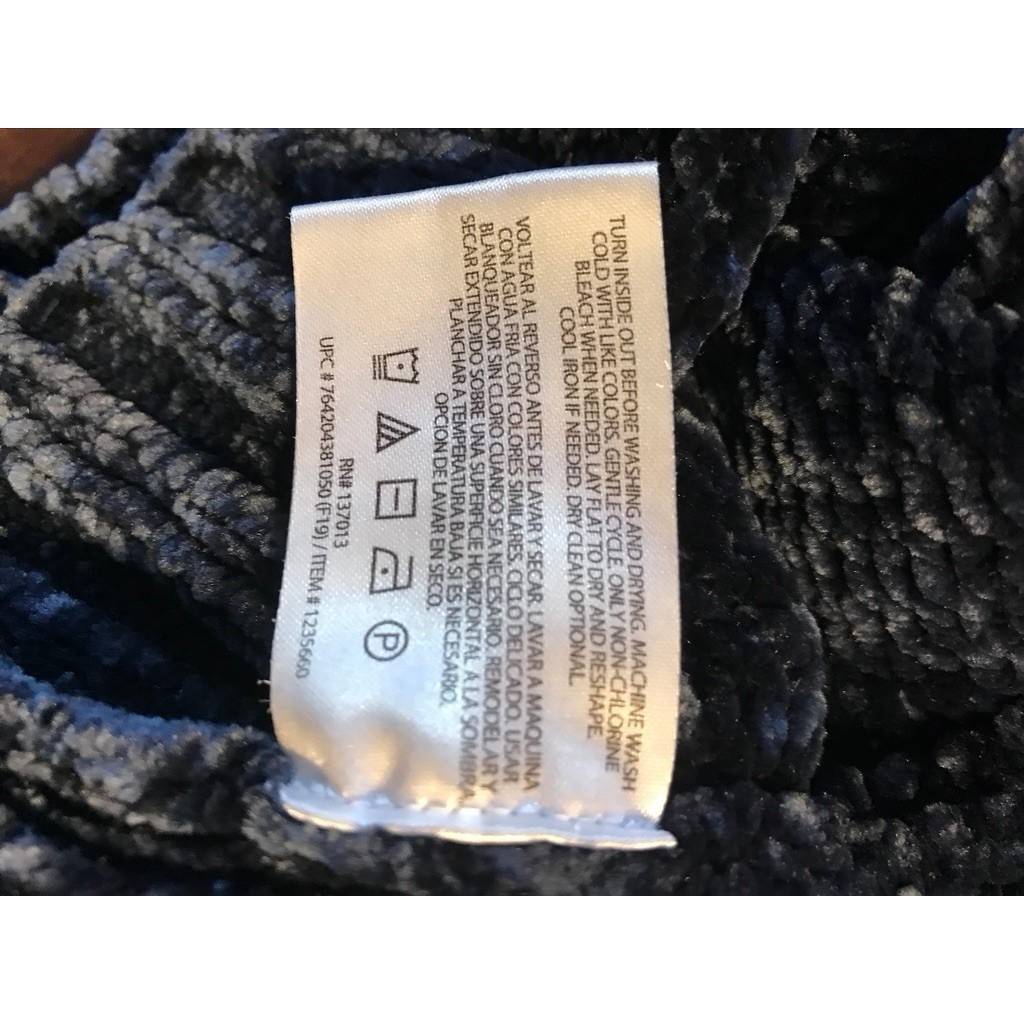 TURN INSIDE OUT BEFORE WASHING AND DRYING. MACHINE WASH
COLD WITH LIKE COLORS. GENTLE CYCLE. ONLY NON-CHLORINE
BLEACH WHEN NEEDED. LAY FLAT TO DRY AND RESHAPE.
COOL IRON IF NEEDED. DRY CLEAN OPTIONAL.
VOLTEAR AL REVERSO ANTES DE LAVAR Y SECAR. LAVAR A MAQUINA
CON AGUA FRIA CON COLORES SIMILARES. CICLO DELICADO. USAR
BLANQUEADOR SIN CLORO CUANDO SEA NECESARIO. REMODELAR Y
SECAR EXTENDIDO SOBRE UNA SUPERFICIE HORIZONTAL A LA SOMBRA.
PLANCHAR A TEMPERATURA BAJA SI ES NECESARIO.
OPCION DE LAVAR EN SECO.
P
RN# 137013
UPC # 764204381050 (F19) / ITEM # 1235660